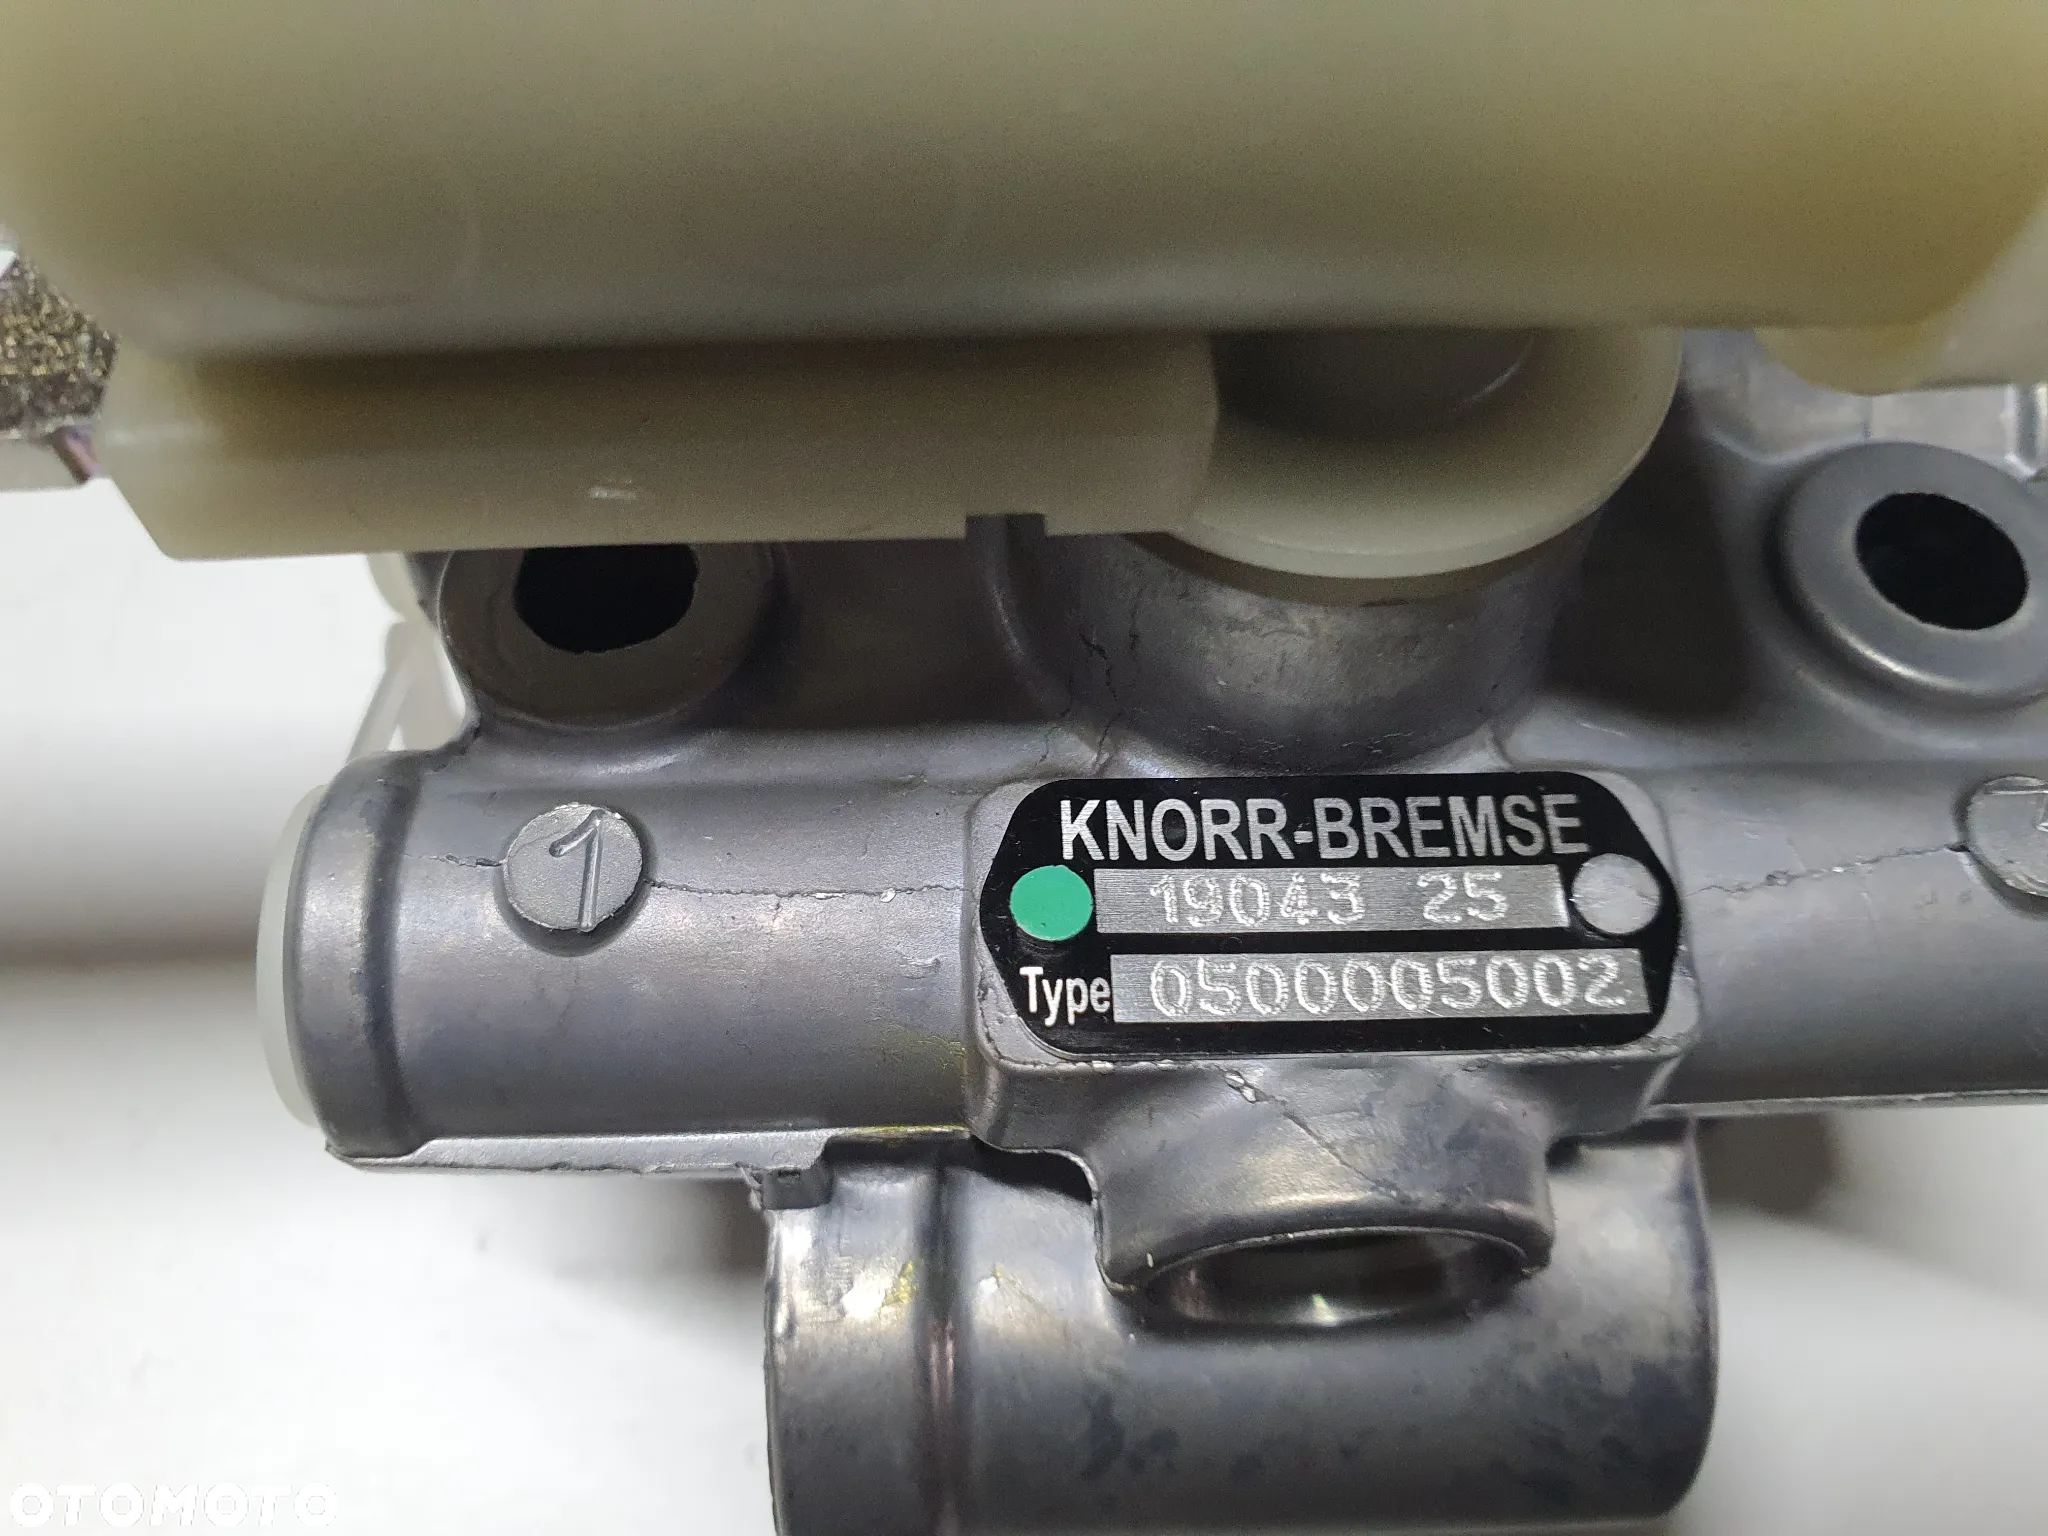 1
KNORR-BREMSE
19043 25
Type 0500005002
OTOMOTO